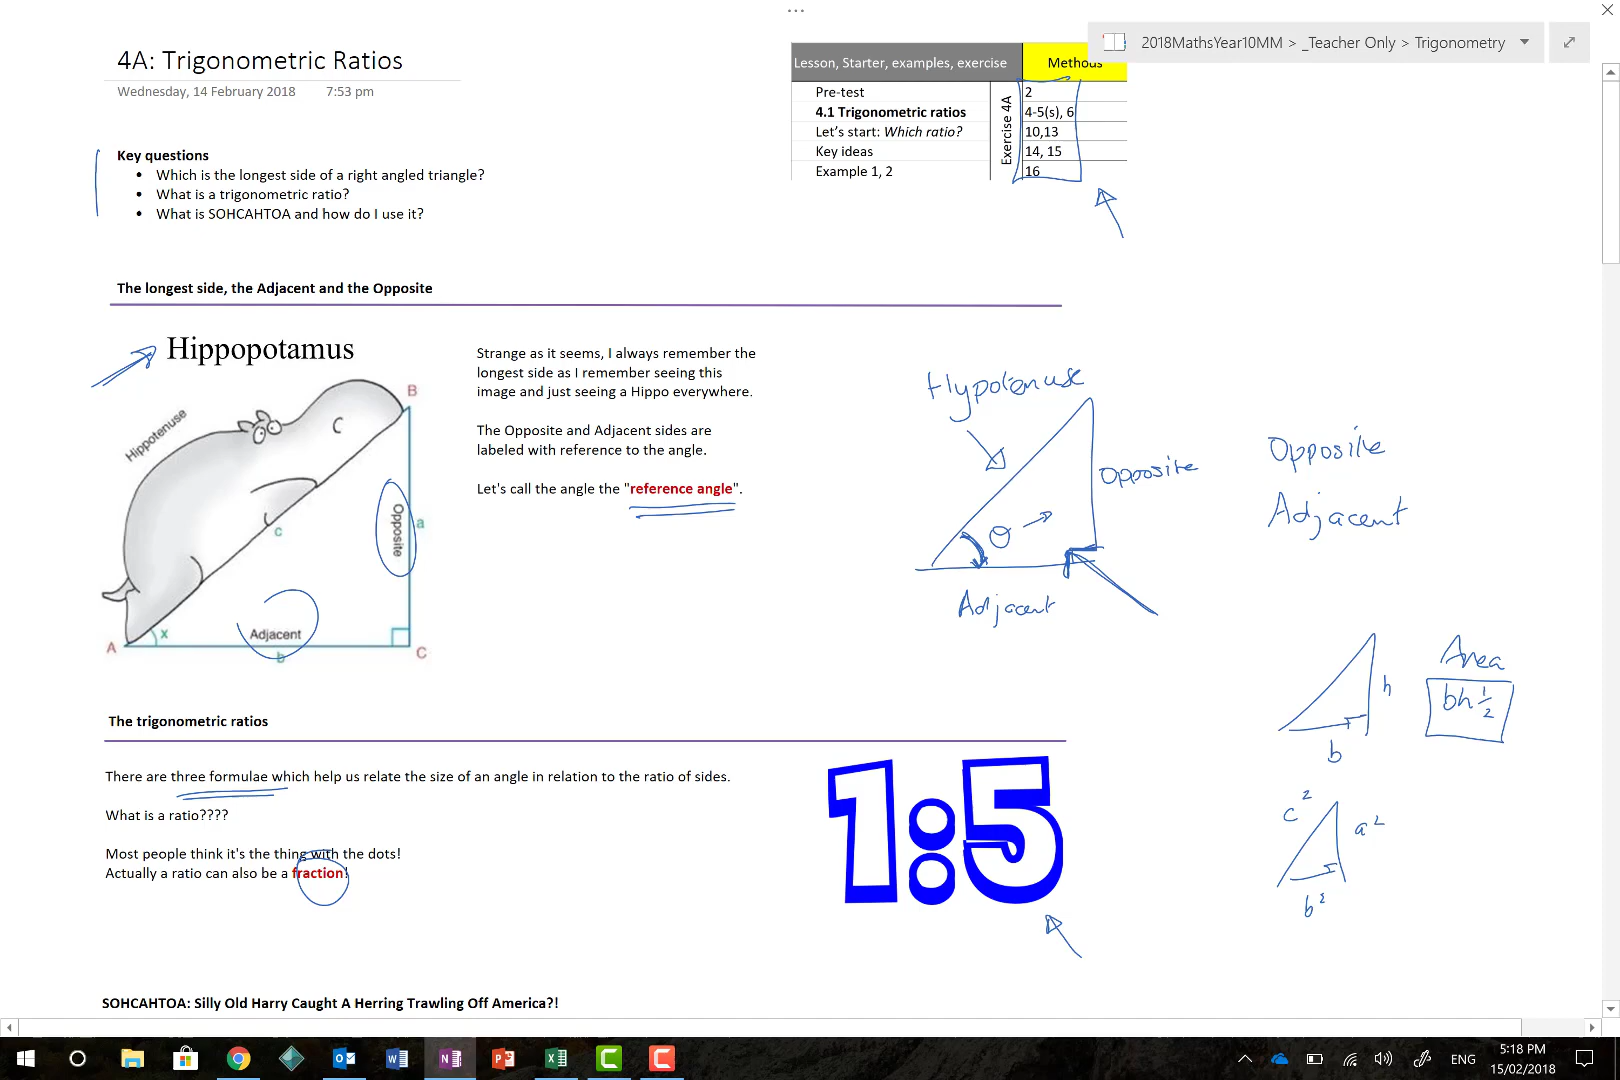 2018MathsYear10MM > _Teacher Only > Trigonometry
4A: Trigonometric Ratios
Wednesday, 14 February 2018 7:53 pm
Lesson, Starter, examples, exercise Methods
Pre-test 2
4.1 Trigonometric ratios 4-5(s), 6
Let's start: Which ratio? 10,13
Key ideas 14, 15
Example 1, 2 16
Exercise 4A
Key questions
• Which is the longest side of a right angled triangle?
• What is a trigonometric ratio?
• What is SOHCAHTOA and how do I use it?
The longest side, the Adjacent and the Opposite
Hippopotamus
Hippotenuse
B
Opposite
a
c
x
Adjacent
A
b
C
Strange as it seems, I always remember the
longest side as I remember seeing this
image and just seeing a Hippo everywhere.
The Opposite and Adjacent sides are
labeled with reference to the angle.
Let's call the angle the "reference angle".
Hypotenuse
Opposite
θ
Adjacent
Opposite
Adjacent
h
b
Area
bh 1/2
c²
a²
b²
The trigonometric ratios
There are three formulae which help us relate the size of an angle in relation to the ratio of sides.
What is a ratio????
Most people think it's the thing with the dots!
Actually a ratio can also be a fraction!
1:5
SOHCAHTOA: Silly Old Harry Caught A Herring Trawling Off America?!
ENG
5:18 PM
15/02/2018